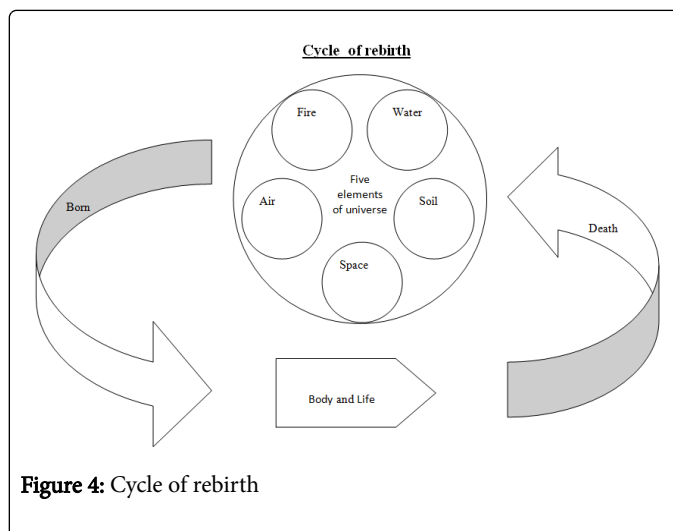 Cycle of rebirth
Fire
Water
Five
elements
of universe
Air
Soil
Space
Born
Death
Body and Life
Figure 4: Cycle of rebirth